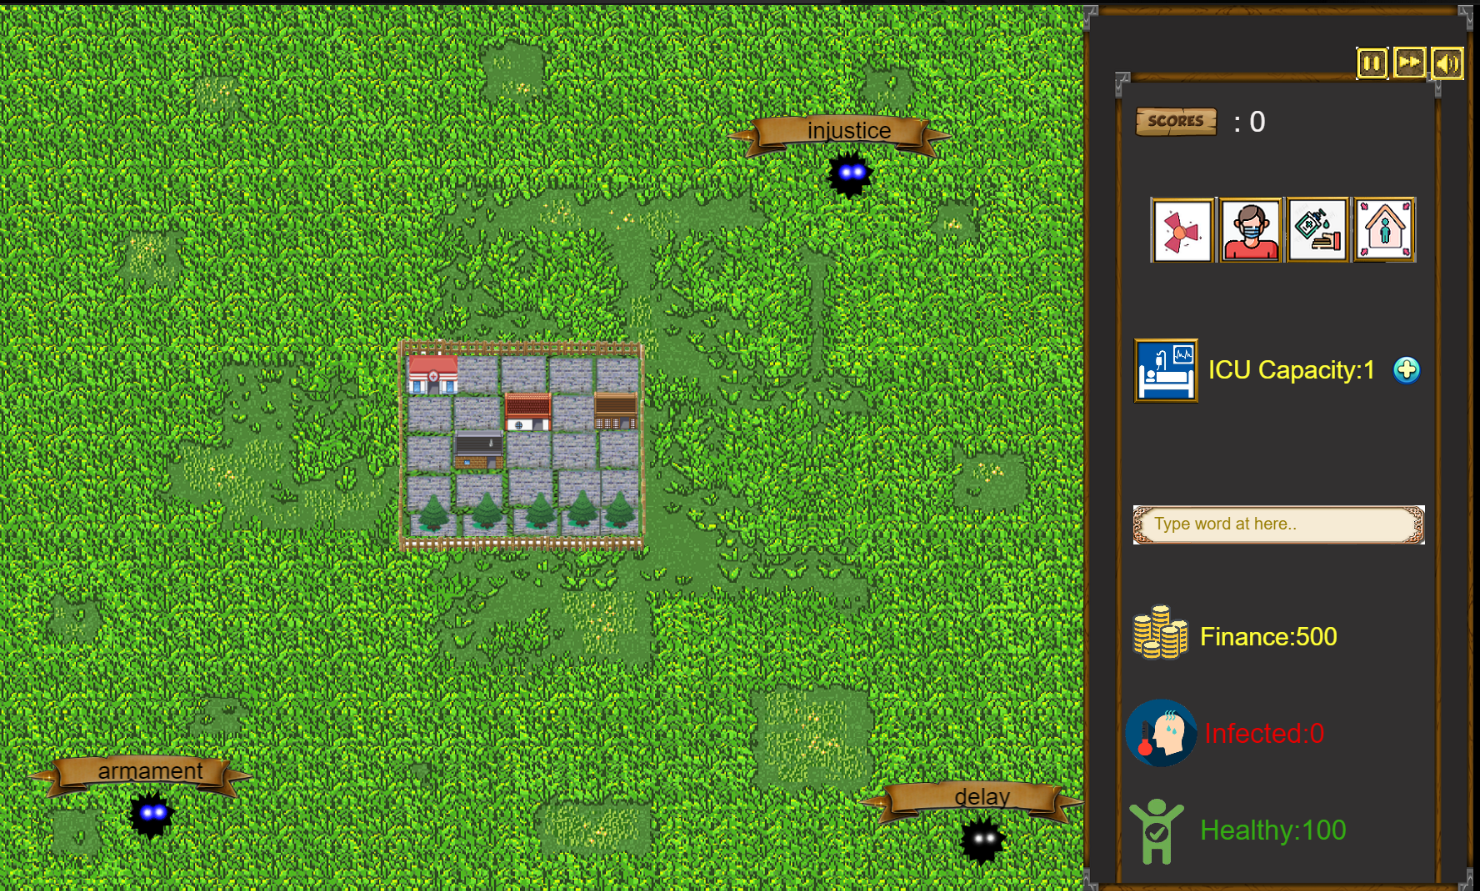 injustice
SCORES : 0
ICU Capacity:1
Type word at here..
Finance:500
Infected:0
armament
delay
Healthy:100